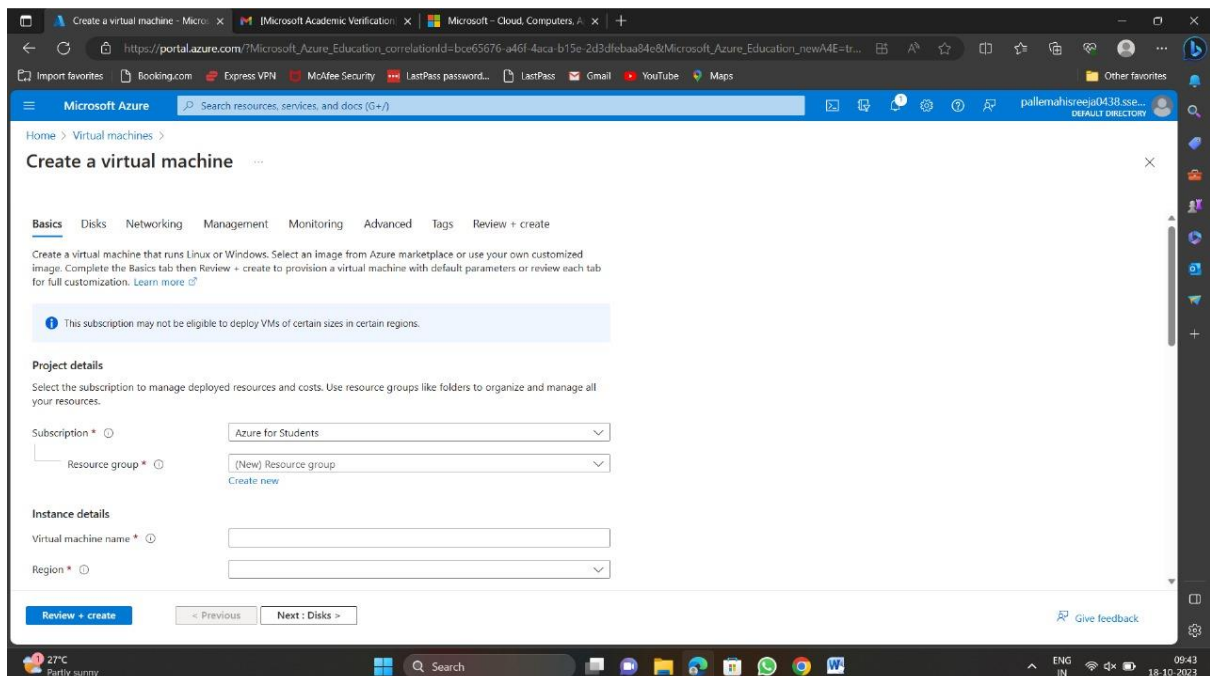 Create a virtual machine - Micros
[Microsoft Academic Verification]
Microsoft – Cloud, Computers, A
https://portal.azure.com/?Microsoft_Azure_Education_correlationId=bce65676-a46f-4aca-b15e-2d3dfebaa84e&Microsoft_Azure_Education_newA4E=tr...
Import favorites
Booking.com
Express VPN
McAfee Security
LastPass password...
LastPass
Gmail
YouTube
Maps
Other favorites
Microsoft Azure
Search resources, services, and docs (G+/)
1
pallemahisreeja0438.sse...
DEFAULT DIRECTORY
Home > Virtual machines >
Create a virtual machine ...
Basics Disks Networking Management Monitoring Advanced Tags Review + create
Create a virtual machine that runs Linux or Windows. Select an image from Azure marketplace or use your own customized
image. Complete the Basics tab then Review + create to provision a virtual machine with default parameters or review each tab
for full customization. Learn more
This subscription may not be eligible to deploy VMs of certain sizes in certain regions.
Project details
Select the subscription to manage deployed resources and costs. Use resource groups like folders to organize and manage all
your resources.
Subscription *
Azure for Students
Resource group *
(New) Resource group
Create new
Instance details
Virtual machine name *
Region *
Review + create
< Previous
Next : Disks >
Give feedback
1
27°C
Partly sunny
Search
ENG
IN
09:43
18-10-2023